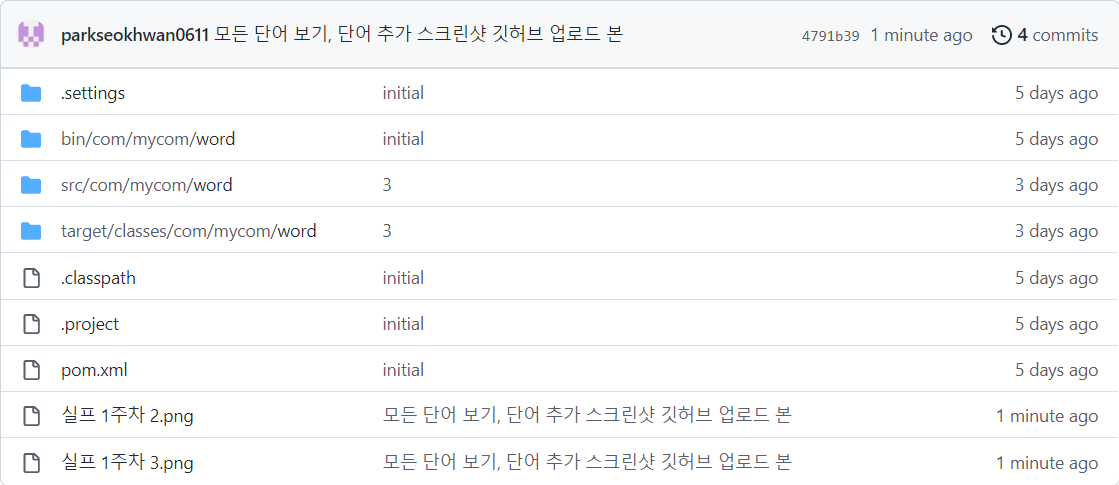 parkseokhwan0611 모든 단어 보기, 단어 추가 스크린샷 깃허브 업로드 본 4791b39 1 minute ago 4 commits
.settings initial 5 days ago
bin/com/mycom/word initial 5 days ago
src/com/mycom/word 3 3 days ago
target/classes/com/mycom/word 3 3 days ago
.classpath initial 5 days ago
.project initial 5 days ago
pom.xml initial 5 days ago
실프 1주차 2.png 모든 단어 보기, 단어 추가 스크린샷 깃허브 업로드 본 1 minute ago
실프 1주차 3.png 모든 단어 보기, 단어 추가 스크린샷 깃허브 업로드 본 1 minute ago